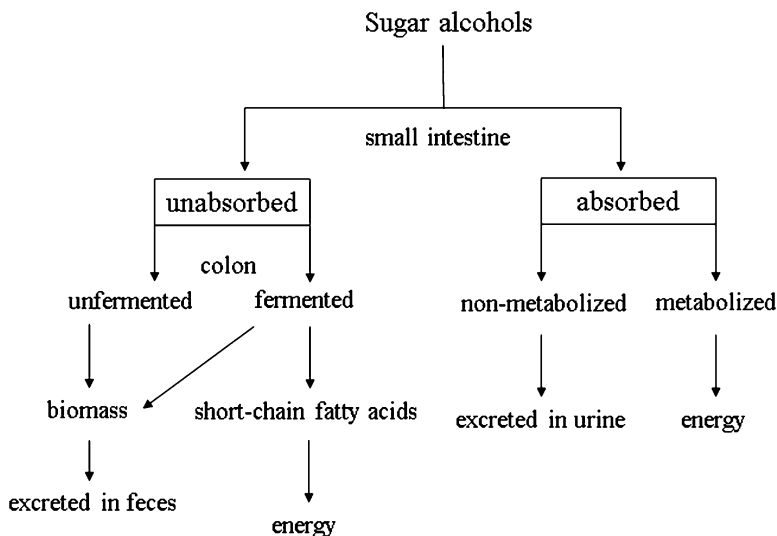 Sugar alcohols
small intestine
unabsorbed
absorbed
colon
unfermented
fermented
non-metabolized
metabolized
biomass
short-chain fatty acids
excreted in urine
energy
excreted in feces
energy